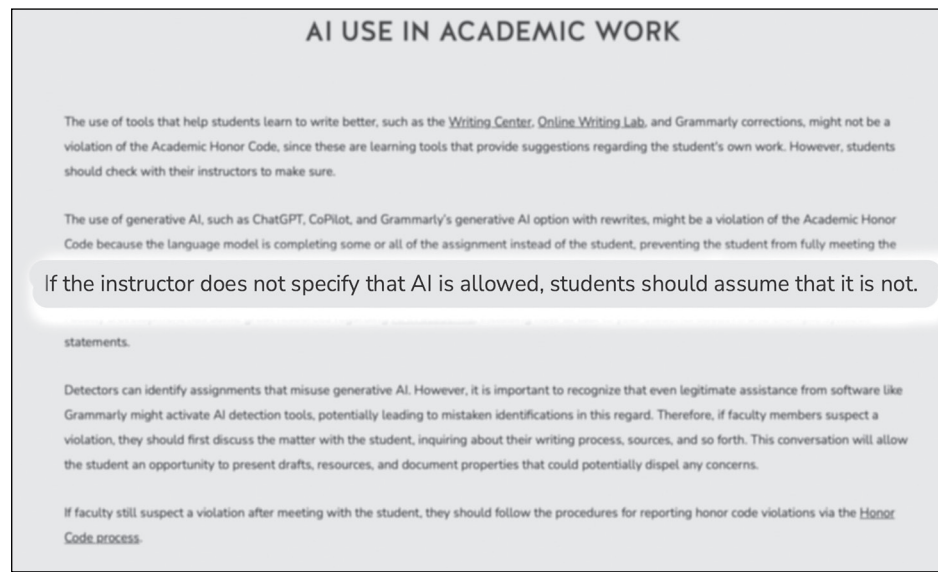 AI USE IN ACADEMIC WORK
The use of tools that help students learn to write better, such as the Writing Center, Online Writing Lab, and Grammarly corrections, might not be a
violation of the Academic Honor Code, since these are learning tools that provide suggestions regarding the student's own work. However, students
should check with their instructors to make sure.
The use of generative AI, such as ChatGPT, CoPilot, and Grammarly's generative AI option with rewrites, might be a violation of the Academic Honor
Code because the language model is completing some or all of the assignment instead of the student, preventing the student from fully meeting the
If the instructor does not specify that AI is allowed, students should assume that it is not.
statements.
Detectors can identify assignments that misuse generative AI. However, it is important to recognize that even legitimate assistance from software like
Grammarly might activate AI detection tools, potentially leading to mistaken identifications in this regard. Therefore, if faculty members suspect a
violation, they should first discuss the matter with the student, inquiring about their writing process, sources, and so forth. This conversation will allow
the student an opportunity to present drafts, resources, and document properties that could potentially dispel any concerns.
If faculty still suspect a violation after meeting with the student, they should follow the procedures for reporting honor code violations via the Honor
Code process.